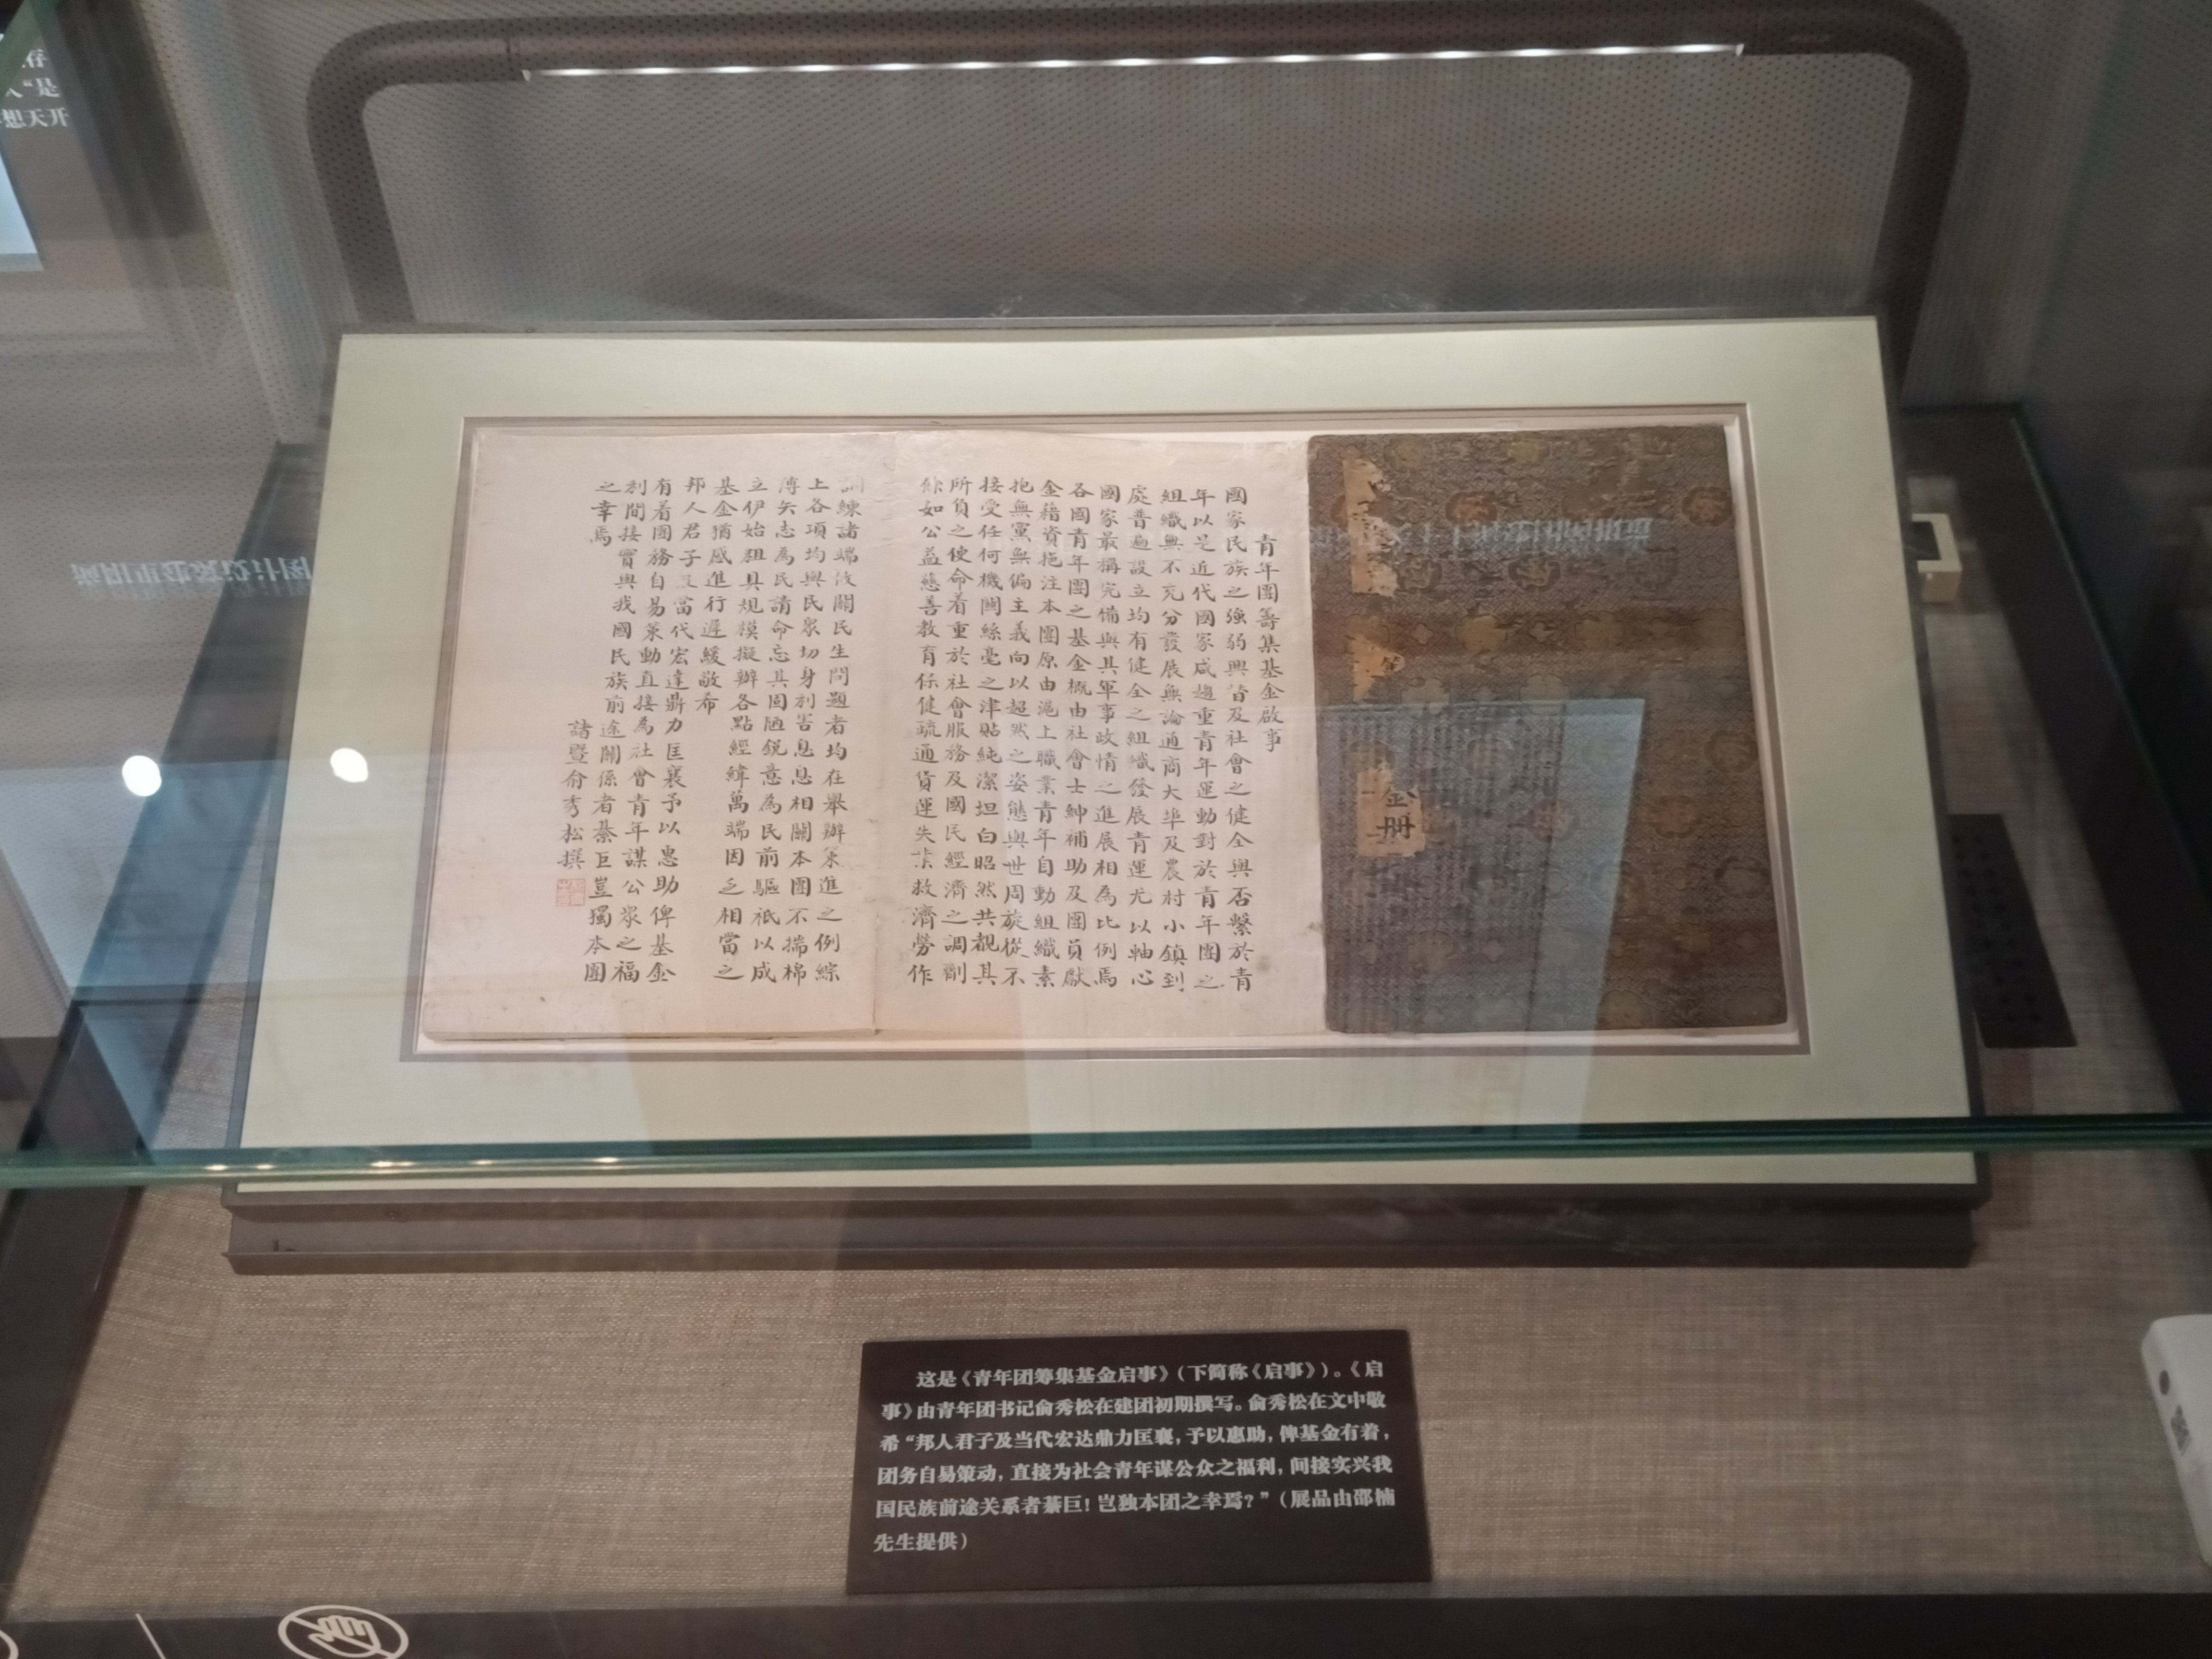 青年團籌集基金啟事
國家民族之強弱興替及社會之健全與否繫於青
年以是近代國家咸趨重青年運動對於青年團之
組織無不充分發展無論通商大埠及農村小鎮到
處普遍設立均有健全之組織發展青運尤以軸心
國家最稱完備與其軍事政情之進展相為比例焉
各國青年團之基金概由社會士紳補助及團員獻
金藉資挹注本團原由滬上職業青年自動組織素
抱無黨無偏主義向以超然之姿態與世周旋從不
接受任何機關絲毫之津貼純潔坦白昭然共覩其
所負之使命着重於社會服務及國民經濟之調劑
餘如公益慈善教育保健疏通貨運失業救濟勞作
訓練諸端攸關民生問題者均在舉辦策進之例綜
上各項均與民眾切身利害息息相關本團不揣棉
薄矢志為民請命忘其固陋銳意為民前驅祇以成
立伊始粗具規模擬辦各點經緯萬端因乏相當之
基金猶感進行遲緩敬希
邦人君子及當代宏達鼎力匡襄予以惠助俾基金
有着團務自易策動直接為社會青年謀公眾之福
利間接實興我國民族前途關係者綦巨豈獨本團
之幸焉
諸暨俞秀松撰
金册
这是《青年团筹集基金启事》(下简称《启事》)。《启
事》由青年团书记俞秀松在建团初期撰写。俞秀松在文中敬
希“邦人君子及当代宏达鼎力匡襄，予以惠助，俾基金有着，
团务自易策动，直接为社会青年谋公众之福利，间接实兴我
国民族前途关系者綦巨！岂独本团之幸焉？”（展品由邵楠
先生提供）
“是
想天开